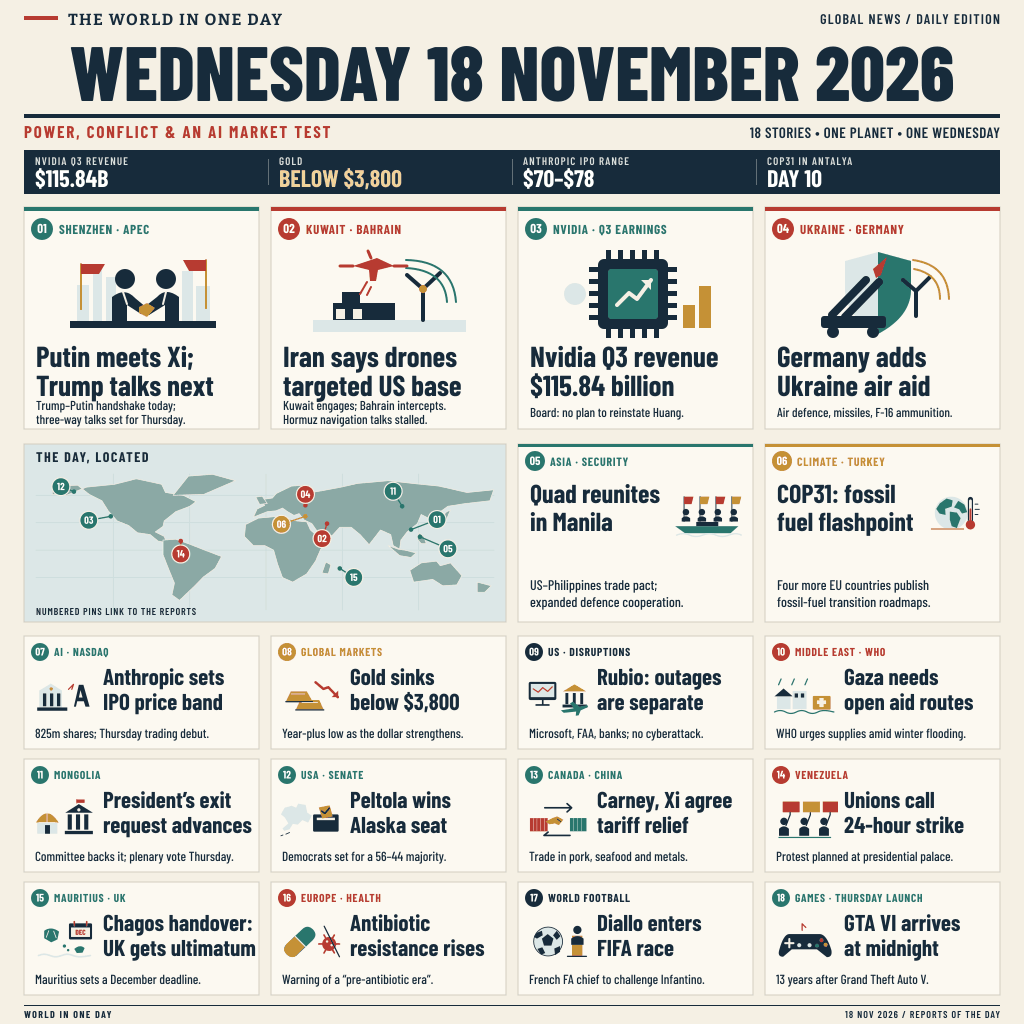 THE WORLD IN ONE DAY
GLOBAL NEWS / DAILY EDITION
WEDNESDAY 18 NOVEMBER 2026
POWER, CONFLICT & AN AI MARKET TEST
18 STORIES • ONE PLANET • ONE WEDNESDAY
NVIDIA Q3 REVENUE
$115.84B
GOLD
BELOW $3,800
ANTHROPIC IPO RANGE
$70–$78
COP31 IN ANTALYA
DAY 10
01 SHENZHEN · APEC
Putin meets Xi;
Trump talks next
Trump–Putin handshake today;
three-way talks set for Thursday.
02 KUWAIT · BAHRAIN
Iran says drones
targeted US base
Kuwait engages; Bahrain intercepts.
Hormuz navigation talks stalled.
03 NVIDIA · Q3 EARNINGS
Nvidia Q3 revenue
$115.84 billion
Board: no plan to reinstate Huang.
04 UKRAINE · GERMANY
Germany adds
Ukraine air aid
Air defence, missiles, F-16 ammunition.
THE DAY, LOCATED
12
04
11
03
06
01
02
05
14
15
NUMBERED PINS LINK TO THE REPORTS
05 ASIA · SECURITY
Quad reunites
in Manila
US–Philippines trade pact;
expanded defence cooperation.
06 CLIMATE · TURKEY
COP31: fossil
fuel flashpoint
Four more EU countries publish
fossil-fuel transition roadmaps.
07 AI · NASDAQ
A
Anthropic sets
IPO price band
825m shares; Thursday trading debut.
08 GLOBAL MARKETS
Gold sinks
below $3,800
Year-plus low as the dollar strengthens.
09 US · DISRUPTIONS
Rubio: outages
are separate
Microsoft, FAA, banks; no cyberattack.
10 MIDDLE EAST · WHO
Gaza needs
open aid routes
WHO urges supplies amid winter flooding.
11 MONGOLIA
President’s exit
request advances
Committee backs it; plenary vote Thursday.
12 USA · SENATE
Peltola wins
Alaska seat
Democrats set for a 56–44 majority.
13 CANADA · CHINA
Carney, Xi agree
tariff relief
Trade in pork, seafood and metals.
14 VENEZUELA
Unions call
24-hour strike
Protest planned at presidential palace.
15 MAURITIUS · UK
DEC
Chagos handover:
UK gets ultimatum
Mauritius sets a December deadline.
16 EUROPE · HEALTH
Antibiotic
resistance rises
Warning of a “pre-antibiotic era”.
17 WORLD FOOTBALL
Diallo enters
FIFA race
French FA chief to challenge Infantino.
18 GAMES · THURSDAY LAUNCH
GTA VI arrives
at midnight
13 years after Grand Theft Auto V.
WORLD IN ONE DAY
18 NOV 2026 / REPORTS OF THE DAY